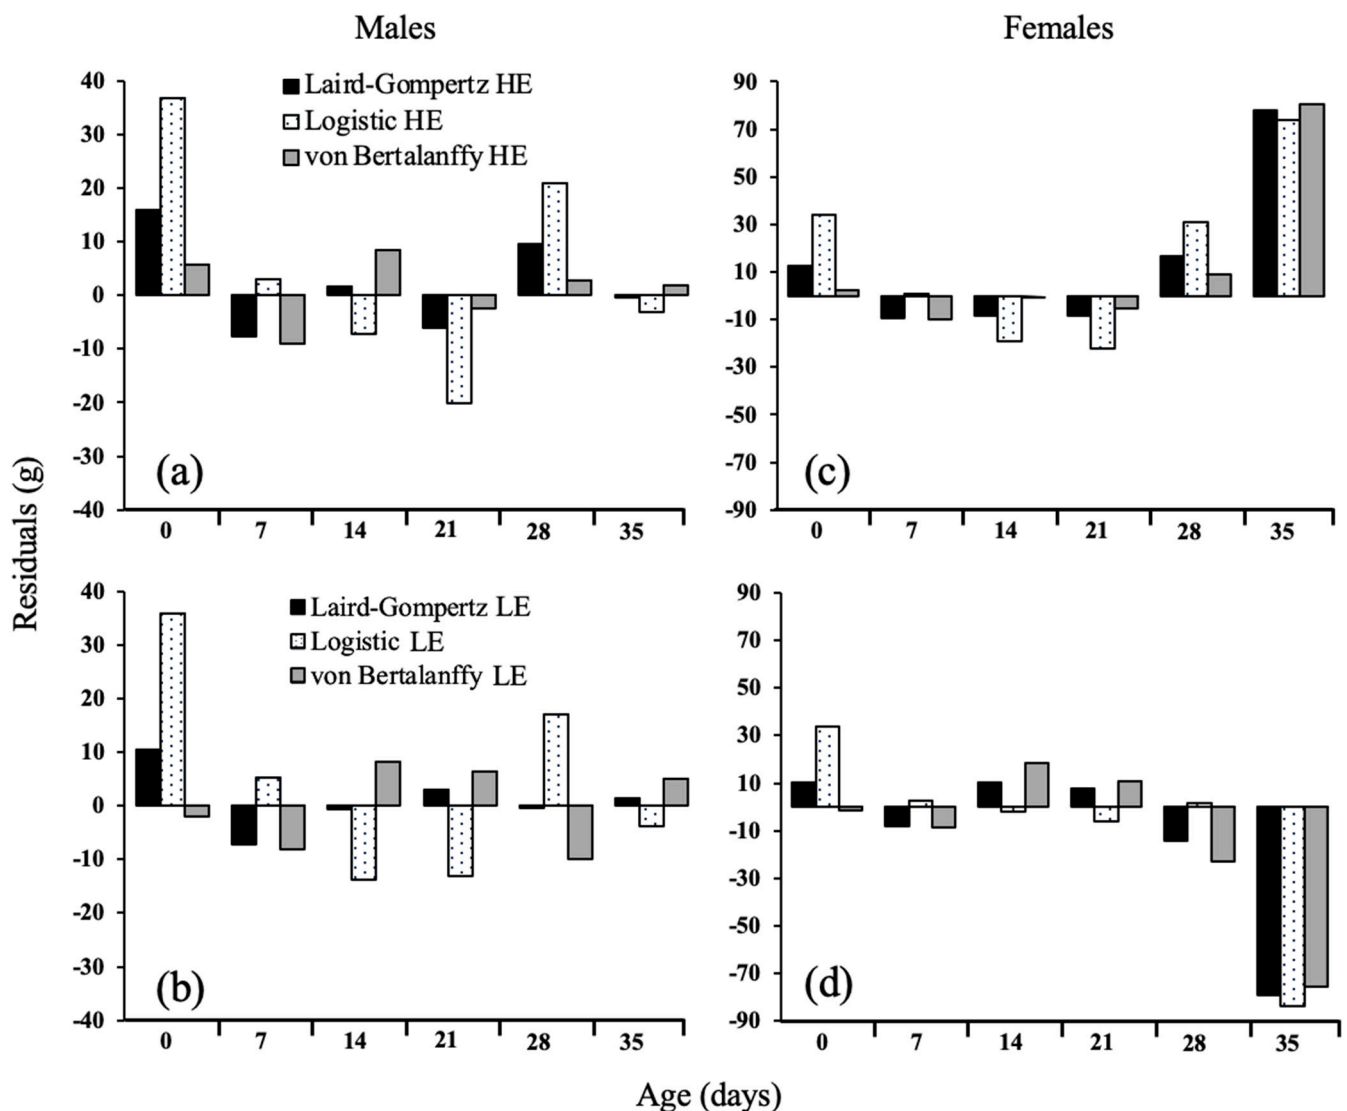 Males
Females
40
30
20
10
0
-10
-20
-30
-40
Laird-Gompertz HE
Logistic HE
von Bertalanffy HE
(a)
0 7 14 21 28 35
90
70
50
30
10
-10
-30
-50
-70
-90
(c)
0 7 14 21 28 35
Residuals (g)
40
30
20
10
0
-10
-20
-30
-40
Laird-Gompertz LE
Logistic LE
von Bertalanffy LE
(b)
0 7 14 21 28 35
90
70
50
30
10
-10
-30
-50
-70
-90
(d)
0 7 14 21 28 35
Age (days)